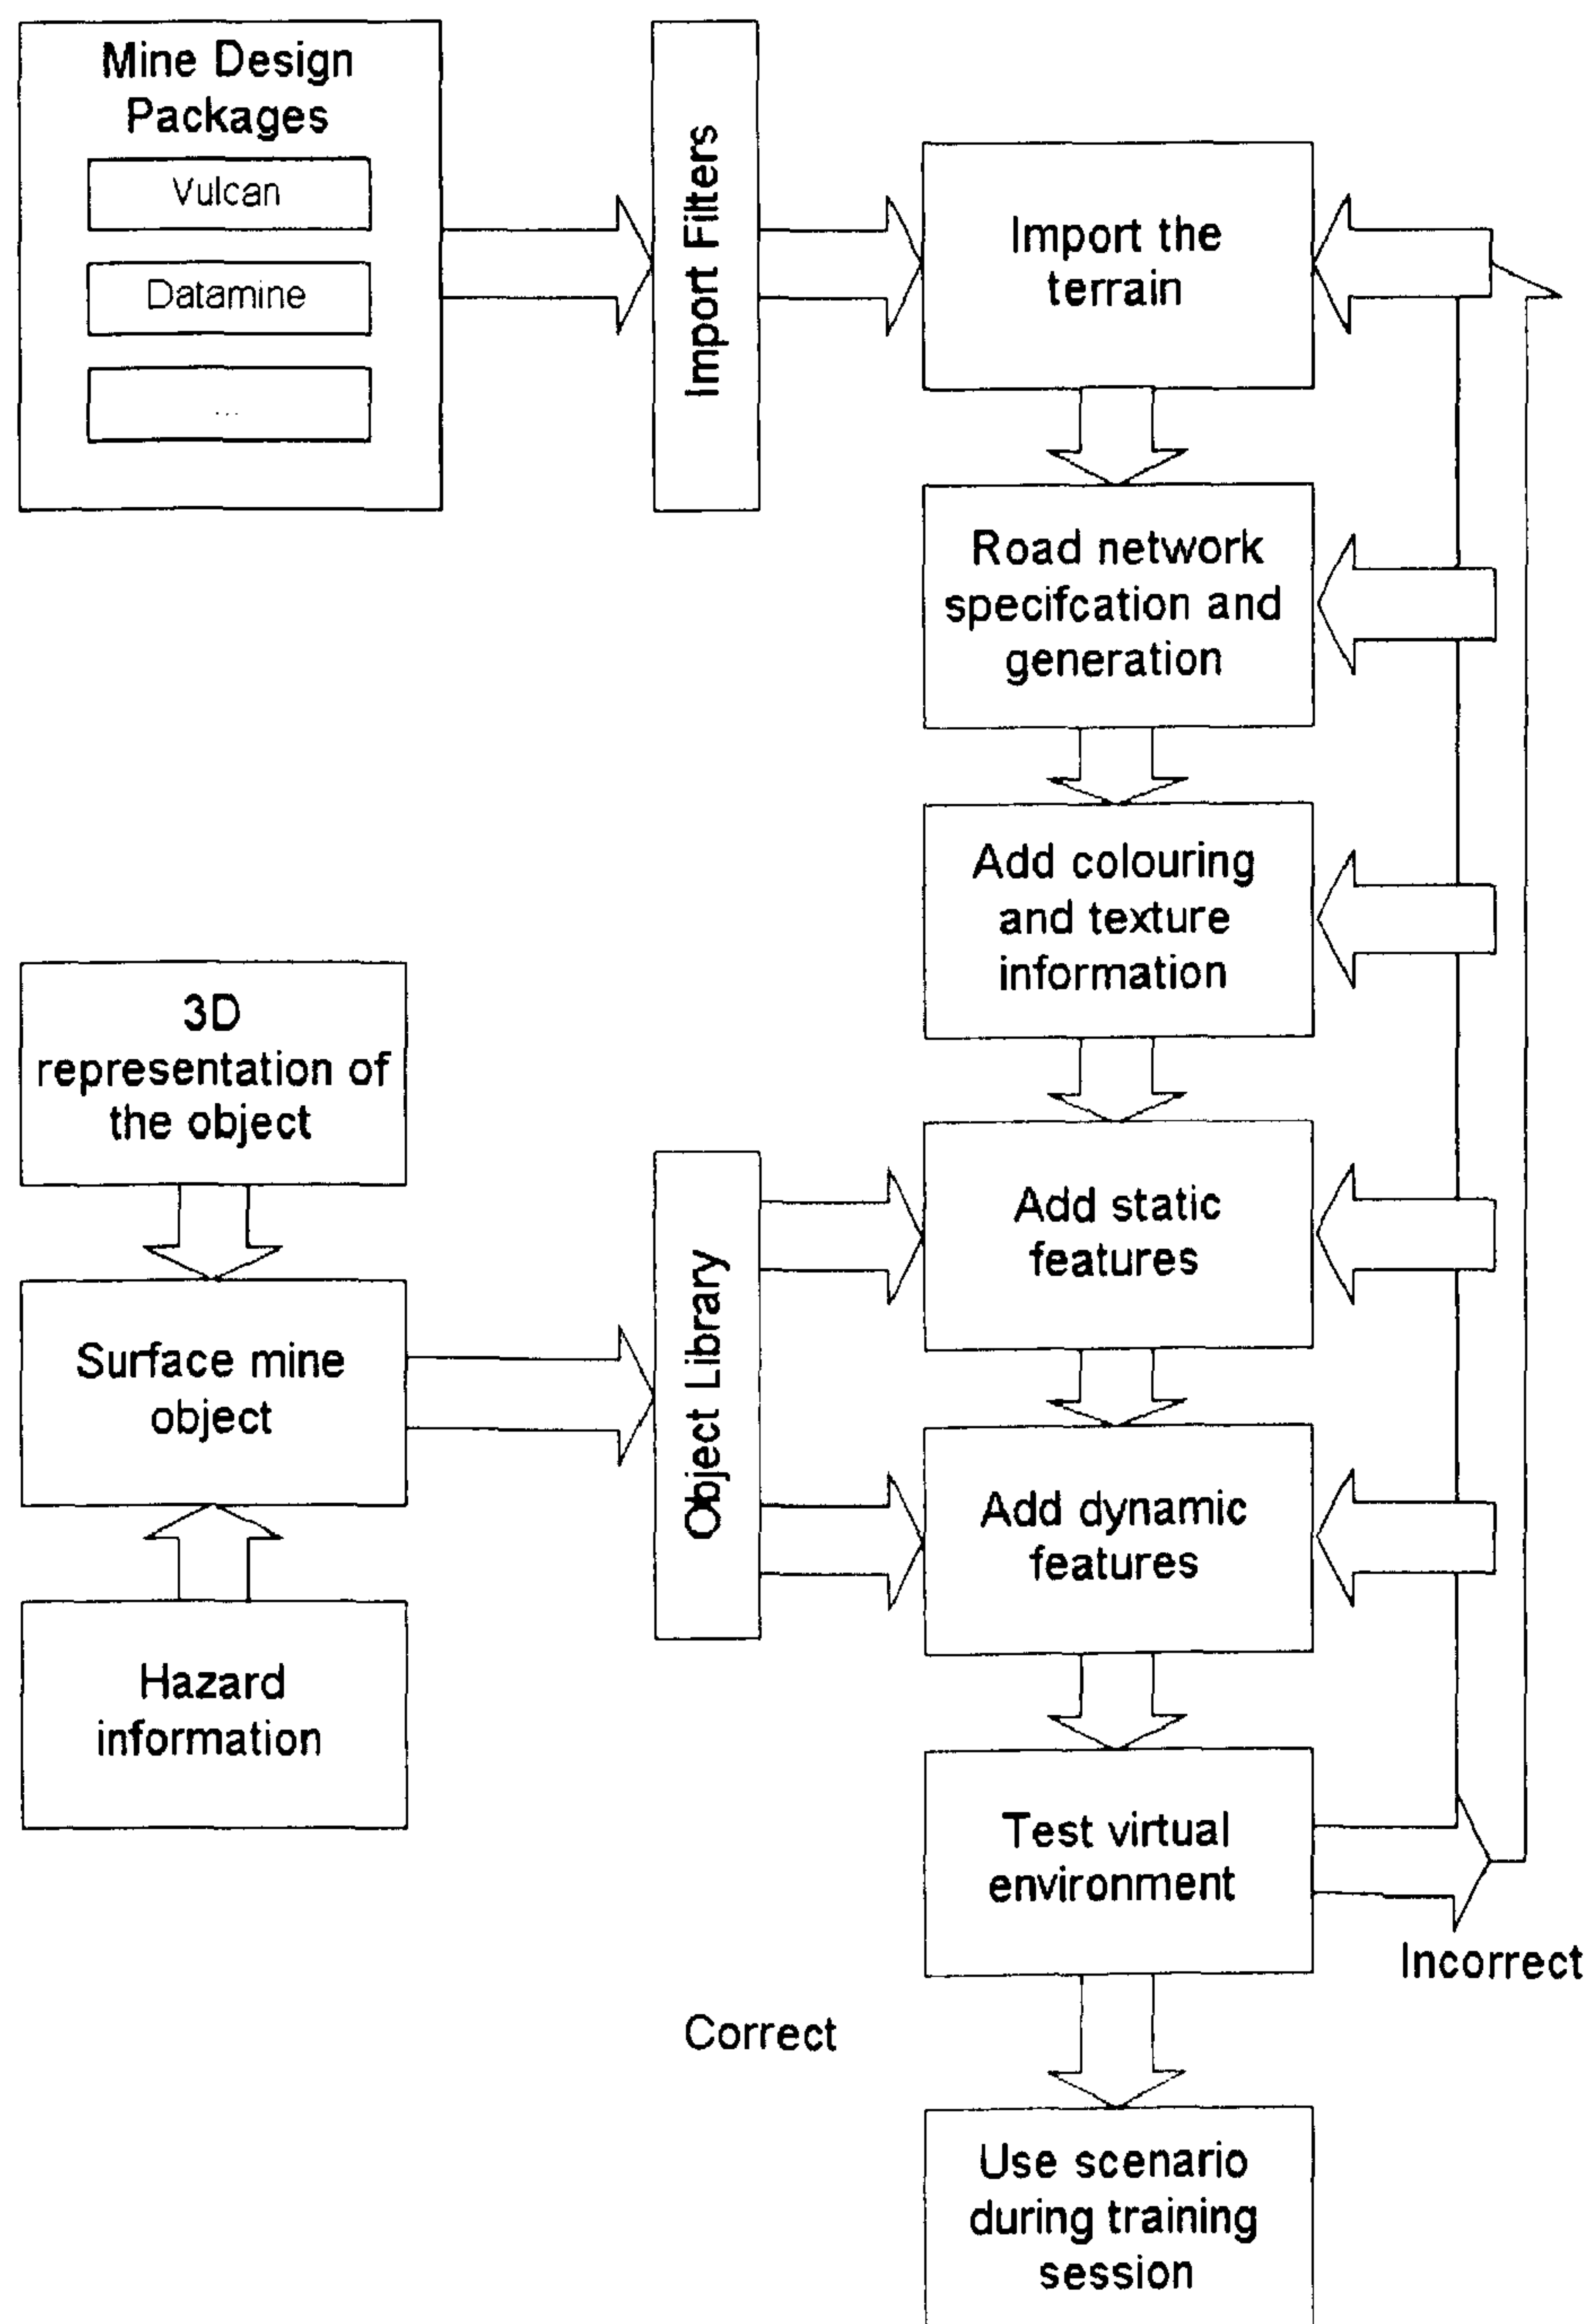 Mine Design
Packages
Vulcan
Datamine
...
Import Filters
Import the
terrain
Road network
specifcation and
generation
Add colouring
and texture
information
3D
representation of
the object
Surface mine
object
Hazard
information
Object Library
Add static
features
Add dynamic
features
Test virtual
environment
Incorrect
Correct
Use scenario
during training
session